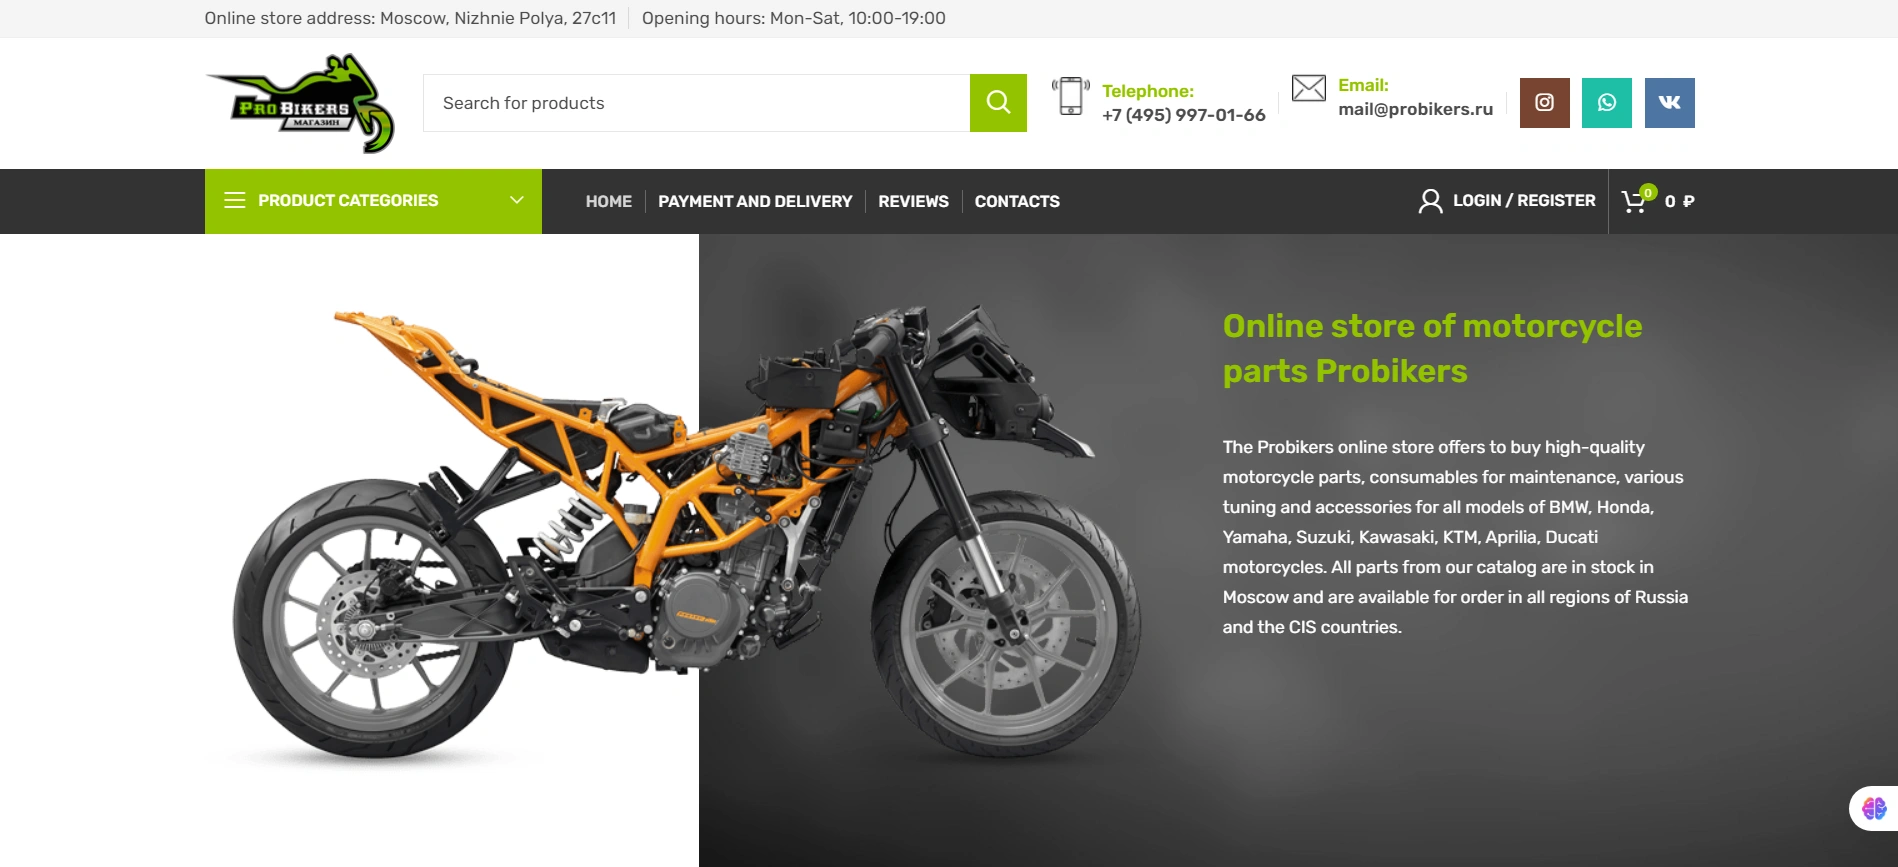 Online store address: Moscow, Nizhnie Polya, 27c11
Opening hours: Mon-Sat, 10:00-19:00
PRO BIKERS
МАГАЗИН
Search for products
Telephone:
+7 (495) 997-01-66
Email:
mail@probikers.ru
PRODUCT CATEGORIES
HOME
PAYMENT AND DELIVERY
REVIEWS
CONTACTS
LOGIN / REGISTER
0
0 ₽
Online store of motorcycle
parts Probikers
The Probikers online store offers to buy high-quality
motorcycle parts, consumables for maintenance, various
tuning and accessories for all models of BMW, Honda,
Yamaha, Suzuki, Kawasaki, KTM, Aprilia, Ducati
motorcycles. All parts from our catalog are in stock in
Moscow and are available for order in all regions of Russia
and the CIS countries.